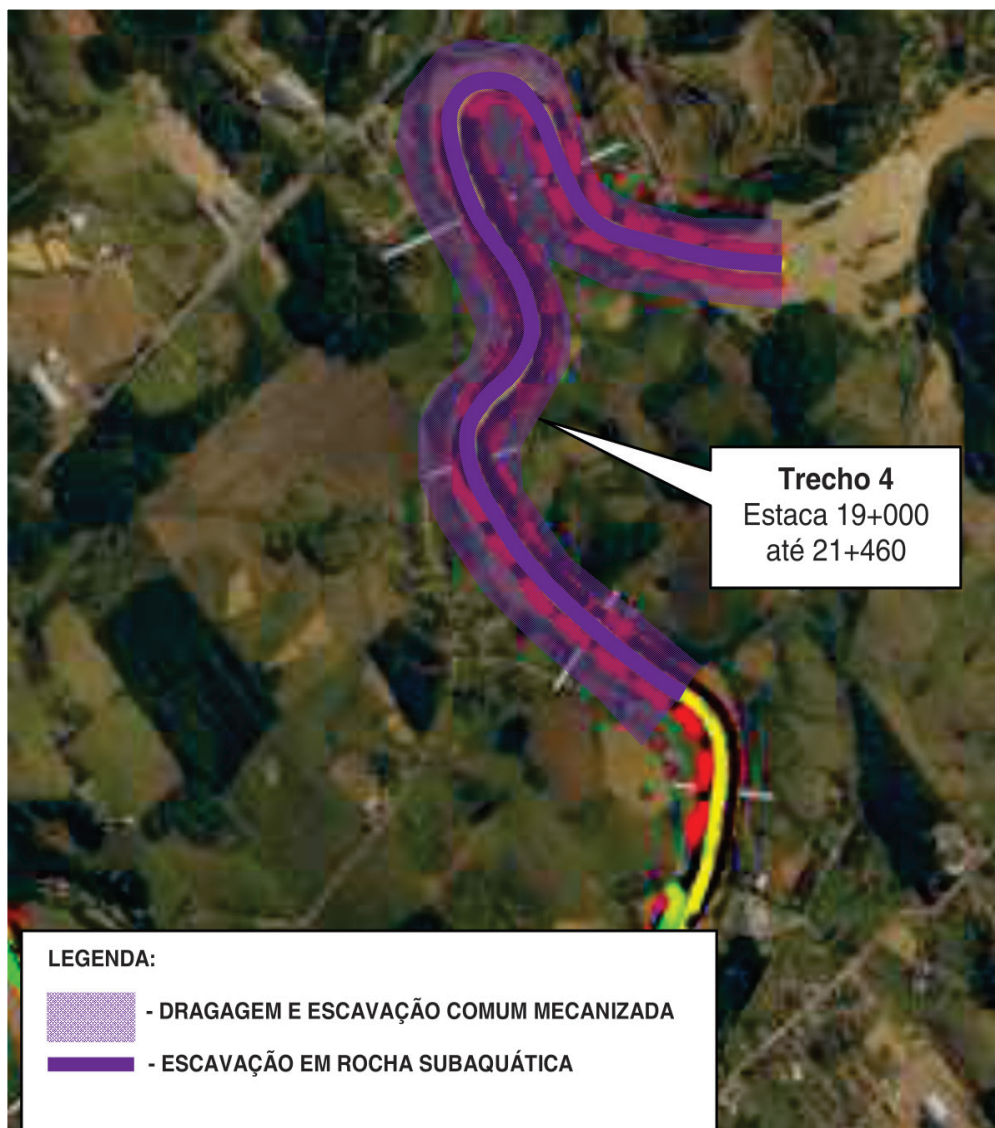 Trecho 4
Estaca 19+000
até 21+460
LEGENDA:
- DRAGAGEM E ESCAVAÇÃO COMUM MECANIZADA
- ESCAVAÇÃO EM ROCHA SUBAQUÁTICA